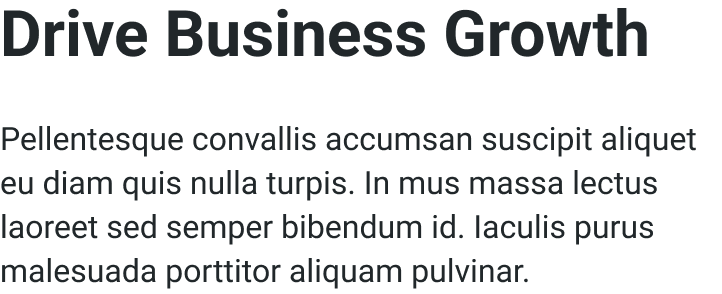 Drive Business Growth
Pellentesque convallis accumsan suscipit aliquet
eu diam quis nulla turpis. In mus massa lectus
laoreet sed semper bibendum id. Iaculis purus
malesuada porttitor aliquam pulvinar.